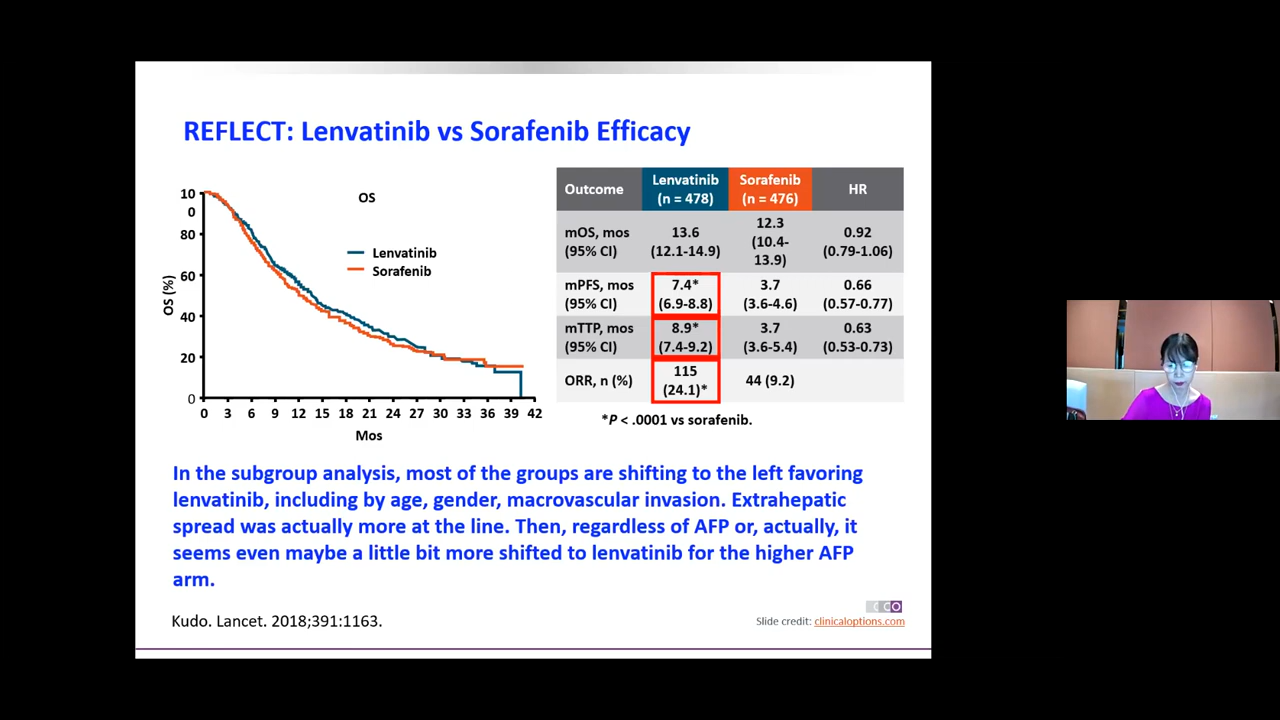 REFLECT: Lenvatinib vs Sorafenib Efficacy
OS
10
0
80
60
40
20
0
OS (%)
Lenvatinib
Sorafenib
0 3 6 9 12 15 18 21 24 27 30 33 36 39 42
Mos
Outcome
Lenvatinib
(n = 478)
Sorafenib
(n = 476)
HR
mOS, mos
(95% CI)
13.6
(12.1-14.9)
12.3
(10.4-
13.9)
0.92
(0.79-1.06)
mPFS, mos
(95% CI)
7.4*
(6.9-8.8)
3.7
(3.6-4.6)
0.66
(0.57-0.77)
mTTP, mos
(95% CI)
8.9*
(7.4-9.2)
3.7
(3.6-5.4)
0.63
(0.53-0.73)
ORR, n (%)
115
(24.1)*
44 (9.2)
*P < .0001 vs sorafenib.
In the subgroup analysis, most of the groups are shifting to the left favoring
lenvatinib, including by age, gender, macrovascular invasion. Extrahepatic
spread was actually more at the line. Then, regardless of AFP or, actually, it
seems even maybe a little bit more shifted to lenvatinib for the higher AFP
arm.
Kudo. Lancet. 2018;391:1163.
CCO
Slide credit: clinicaloptions.com